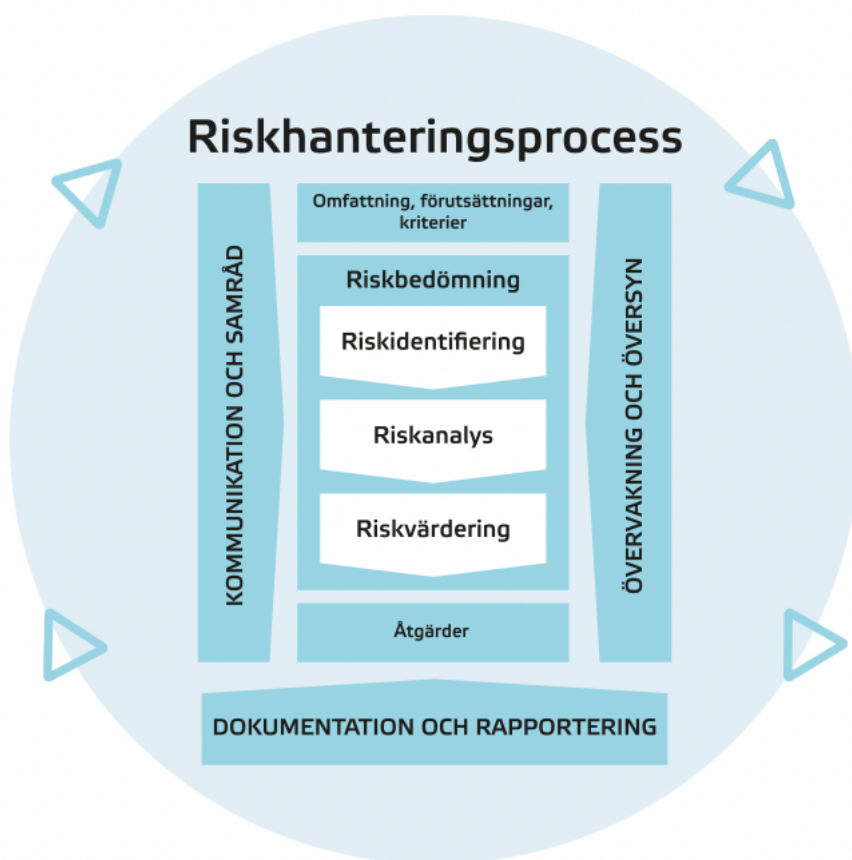 Riskhanteringsprocess
Omfattning, förutsättningar,
kriterier
KOMMUNIKATION OCH SAMRÅD
Riskbedömning
Riskidentifiering
Riskanalys
Riskvärdering
ÖVERVAKNING OCH ÖVERSYN
Åtgärder
DOKUMENTATION OCH RAPPORTERING